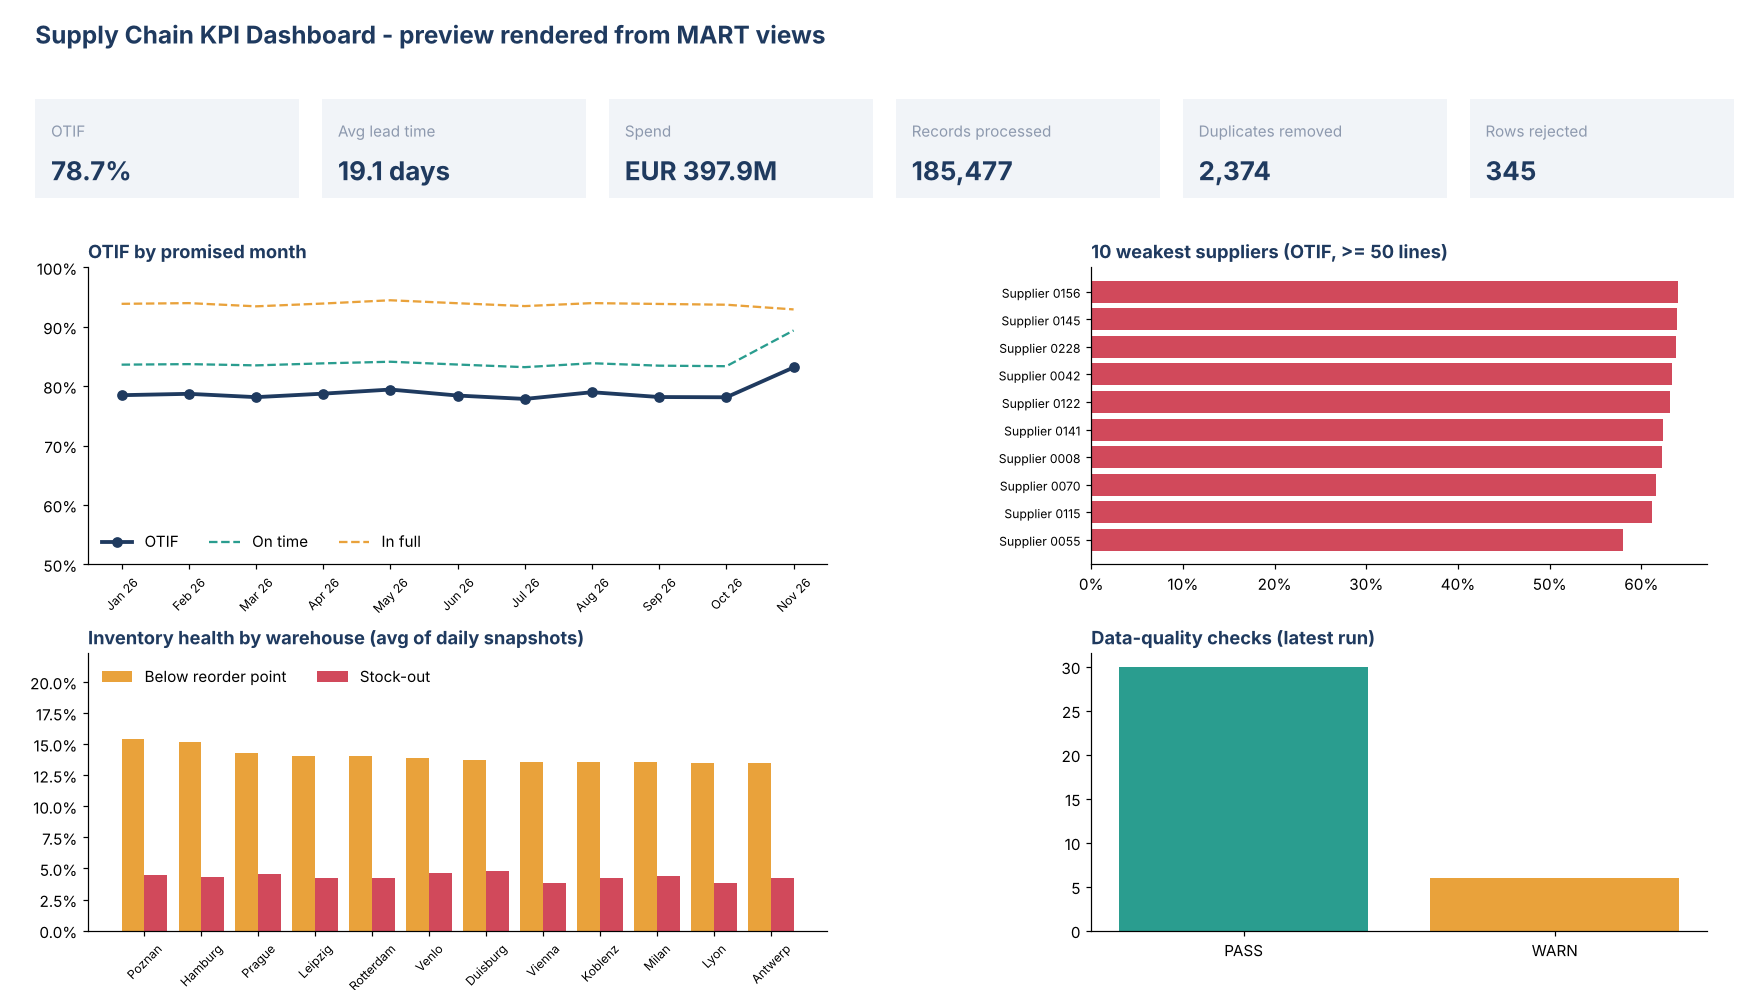 Supply Chain KPI Dashboard - preview rendered from MART views
OTIF
78.7%
Avg lead time
19.1 days
Spend
EUR 397.9M
Records processed
185,477
Duplicates removed
2,374
Rows rejected
345
OTIF by promised month
100%
90%
80%
70%
60%
50%
OTIF
On time
In full
Jan 26
Feb 26
Mar 26
Apr 26
May 26
Jun 26
Jul 26
Aug 26
Sep 26
Oct 26
Nov 26
10 weakest suppliers (OTIF, >= 50 lines)
Supplier 0156
Supplier 0145
Supplier 0228
Supplier 0042
Supplier 0122
Supplier 0141
Supplier 0008
Supplier 0070
Supplier 0115
Supplier 0055
0%
10%
20%
30%
40%
50%
60%
Inventory health by warehouse (avg of daily snapshots)
Below reorder point
Stock-out
20.0%
17.5%
15.0%
12.5%
10.0%
7.5%
5.0%
2.5%
0.0%
Poznan
Hamburg
Prague
Leipzig
Rotterdam
Venlo
Duisburg
Vienna
Koblenz
Milan
Lyon
Antwerp
Data-quality checks (latest run)
30
25
20
15
10
5
0
PASS
WARN